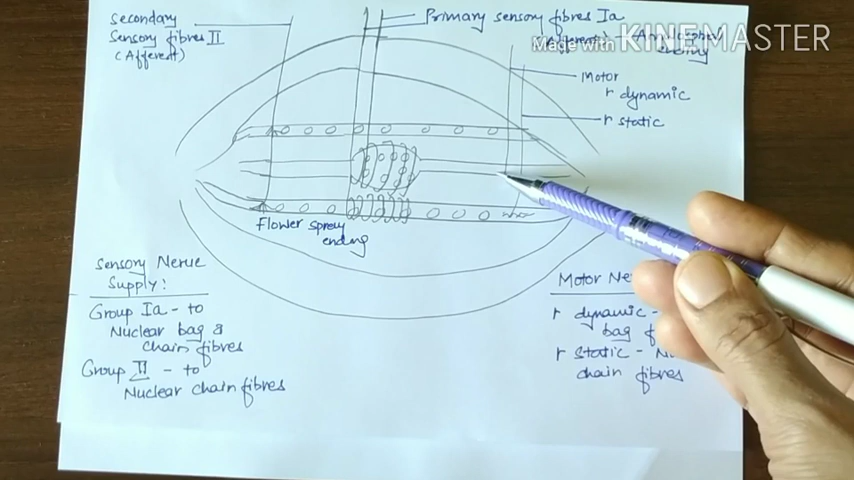 Secondary
Sensory fibres II
(Afferent)
Primary sensory fibres Ia
Made with KINEMASTER
ending
Motor
r dynamic
r static
Flower spray
ending
Sensory Nerve
Supply:
Group Ia - to
Nuclear bag &
chain fibres
Group II - to
Nuclear chain fibres
Motor
r dynamic -
bag
r static -
chain fibres